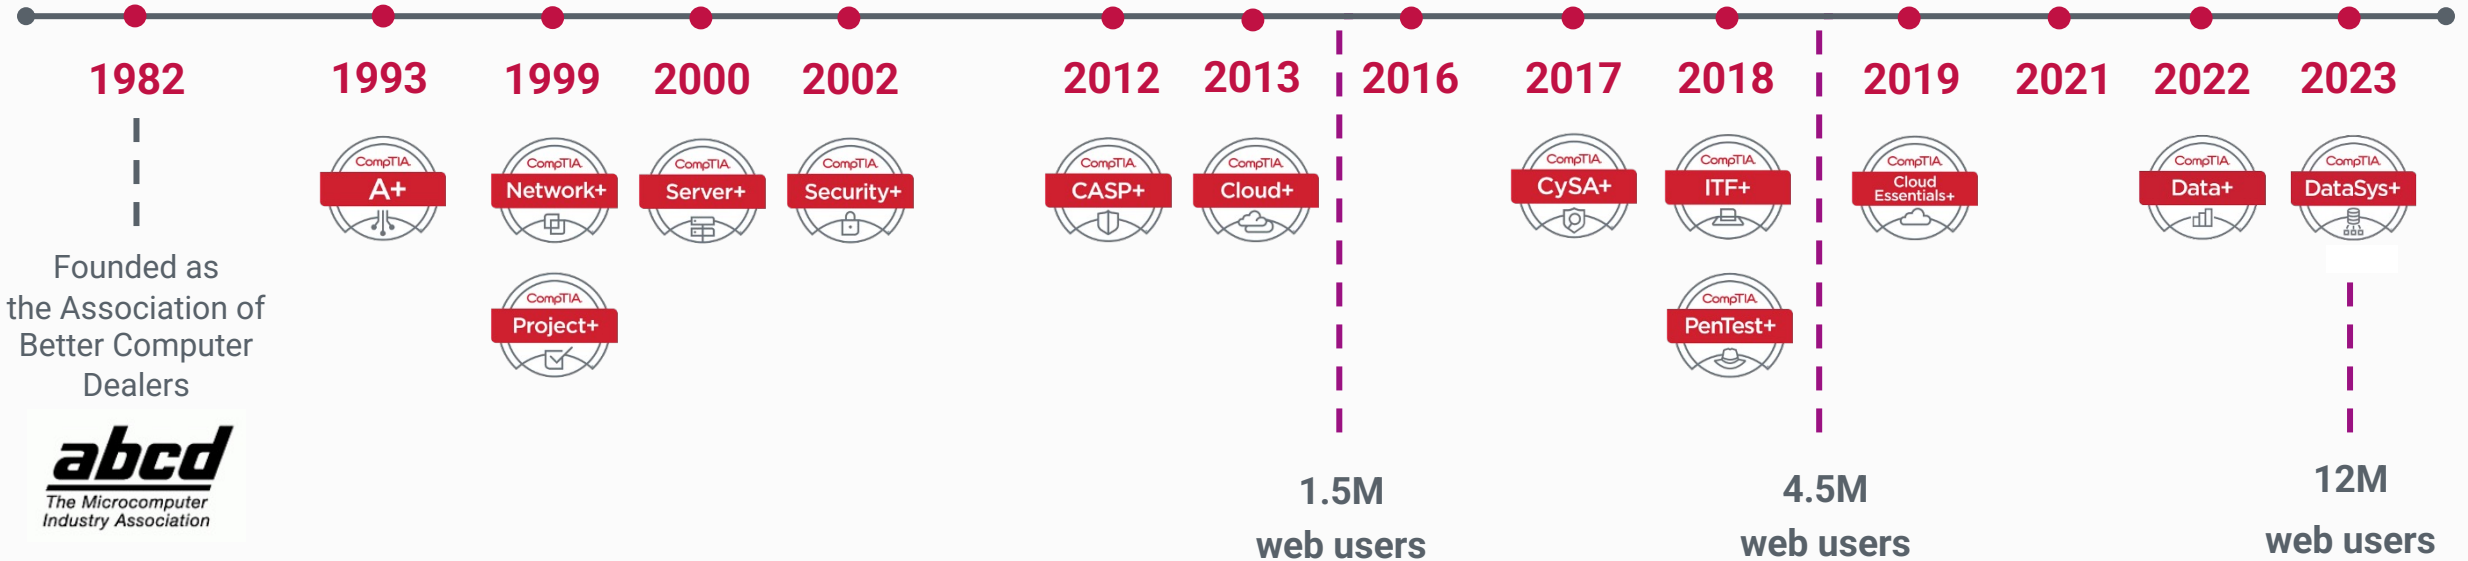 1982
1993
1999
2000
2002
2012
2013
2016
2017
2018
2019
2021
2022
2023
Founded as
the Association of
Better Computer
Dealers
abcd
The Microcomputer
Industry Association
CompTIA
A+
CompTIA
Network+
CompTIA
Project+
CompTIA
Server+
CompTIA
Security+
CompTIA
CASP+
CompTIA
Cloud+
1.5M
web users
CompTIA
CySA+
CompTIA
ITF+
CompTIA
PenTest+
4.5M
web users
CompTIA
Cloud
Essentials+
CompTIA
Data+
CompTIA
DataSys+
12M
web users